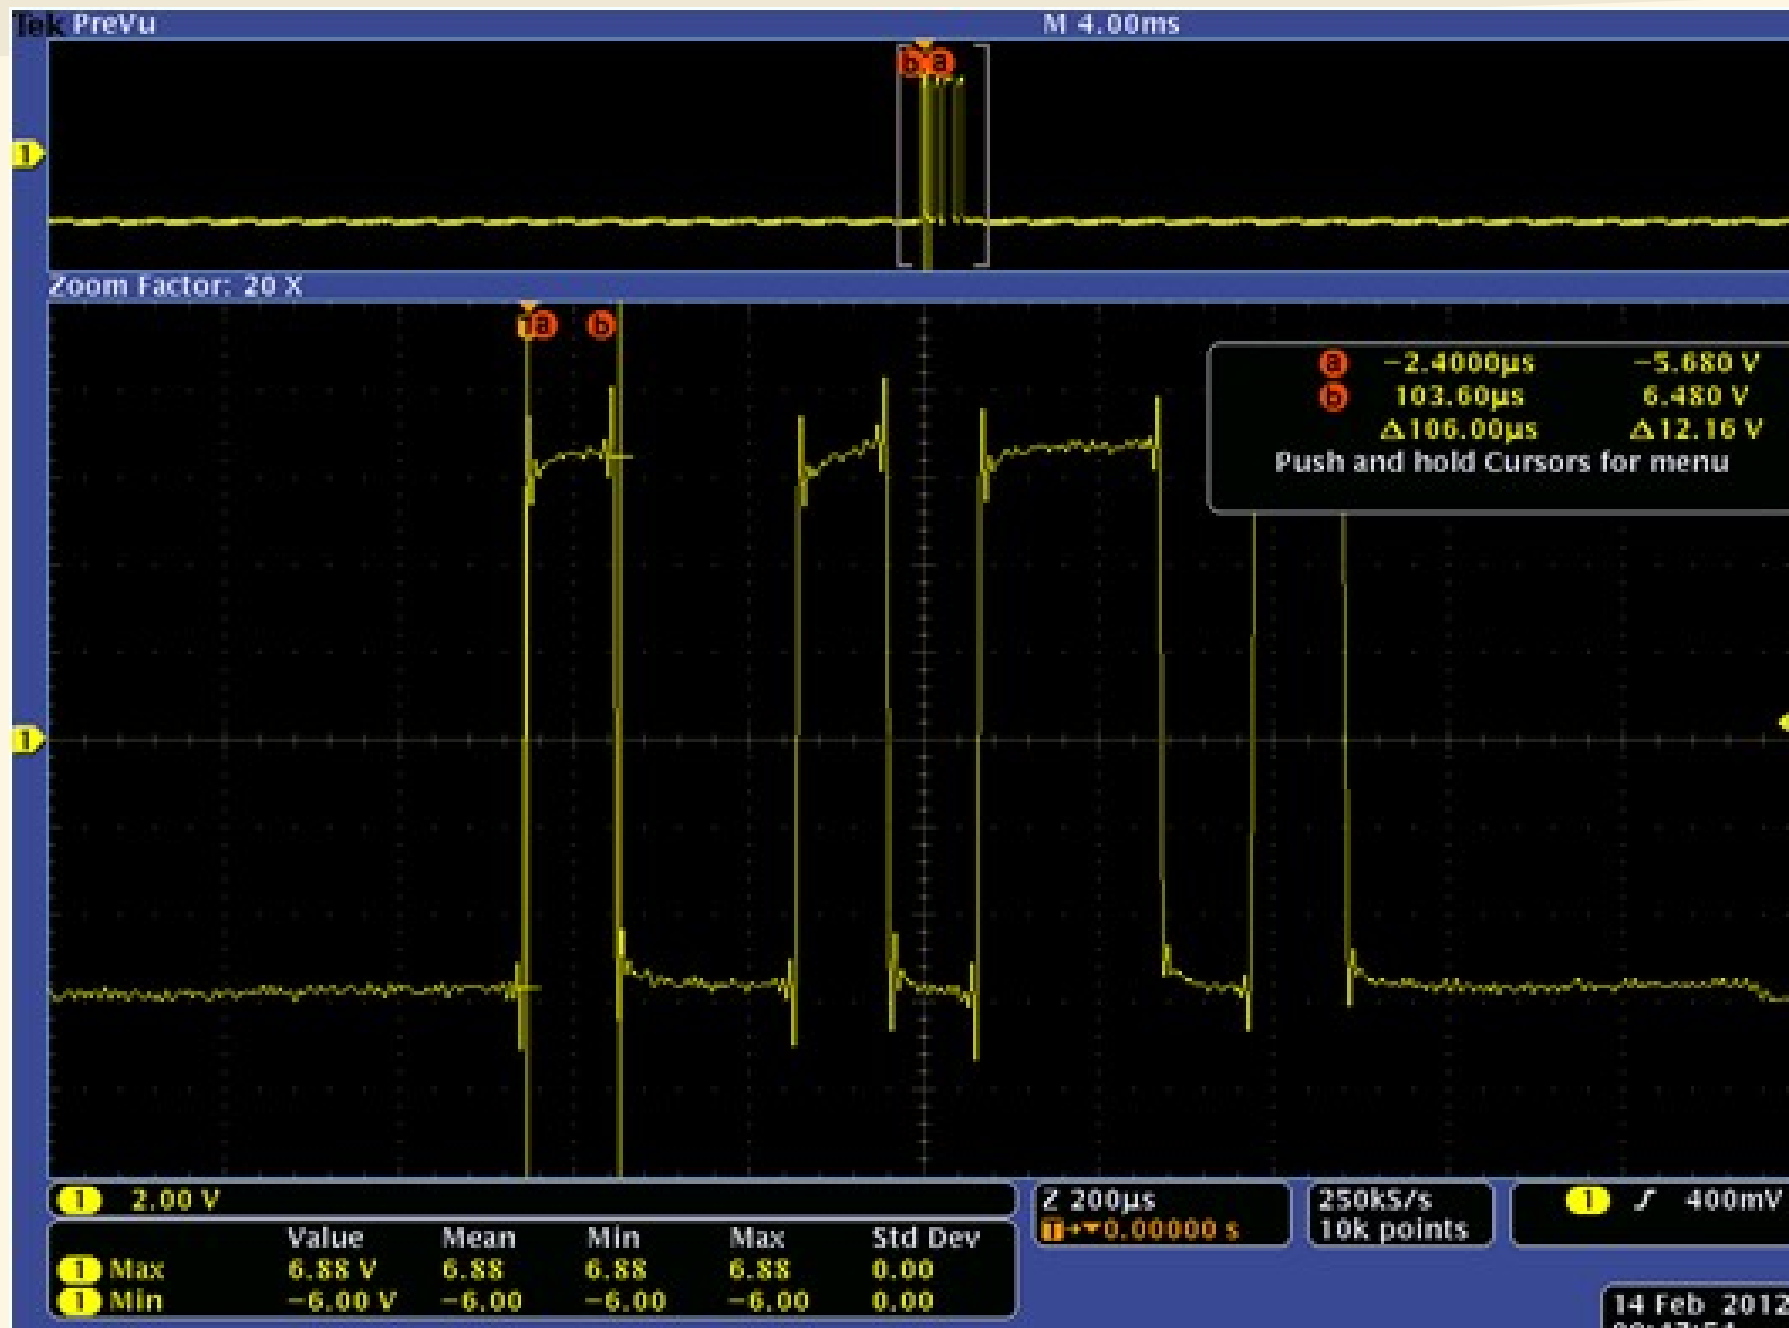 Tek PreVu M 4.00ms
b a
1
Zoom Factor: 20 X
a b
a −2.4000µs −5.680 V
b 103.60µs 6.480 V
Δ106.00µs Δ12.16 V
Push and hold Cursors for menu
1
1 2.00 V
Z 200µs
T→▼0.00000 s
250kS/s
10k points
1 ƒ 400mV
Value Mean Min Max Std Dev
1 Max 6.88 V 6.88 6.88 6.88 0.00
1 Min −6.00 V −6.00 −6.00 −6.00 0.00
14 Feb 2012